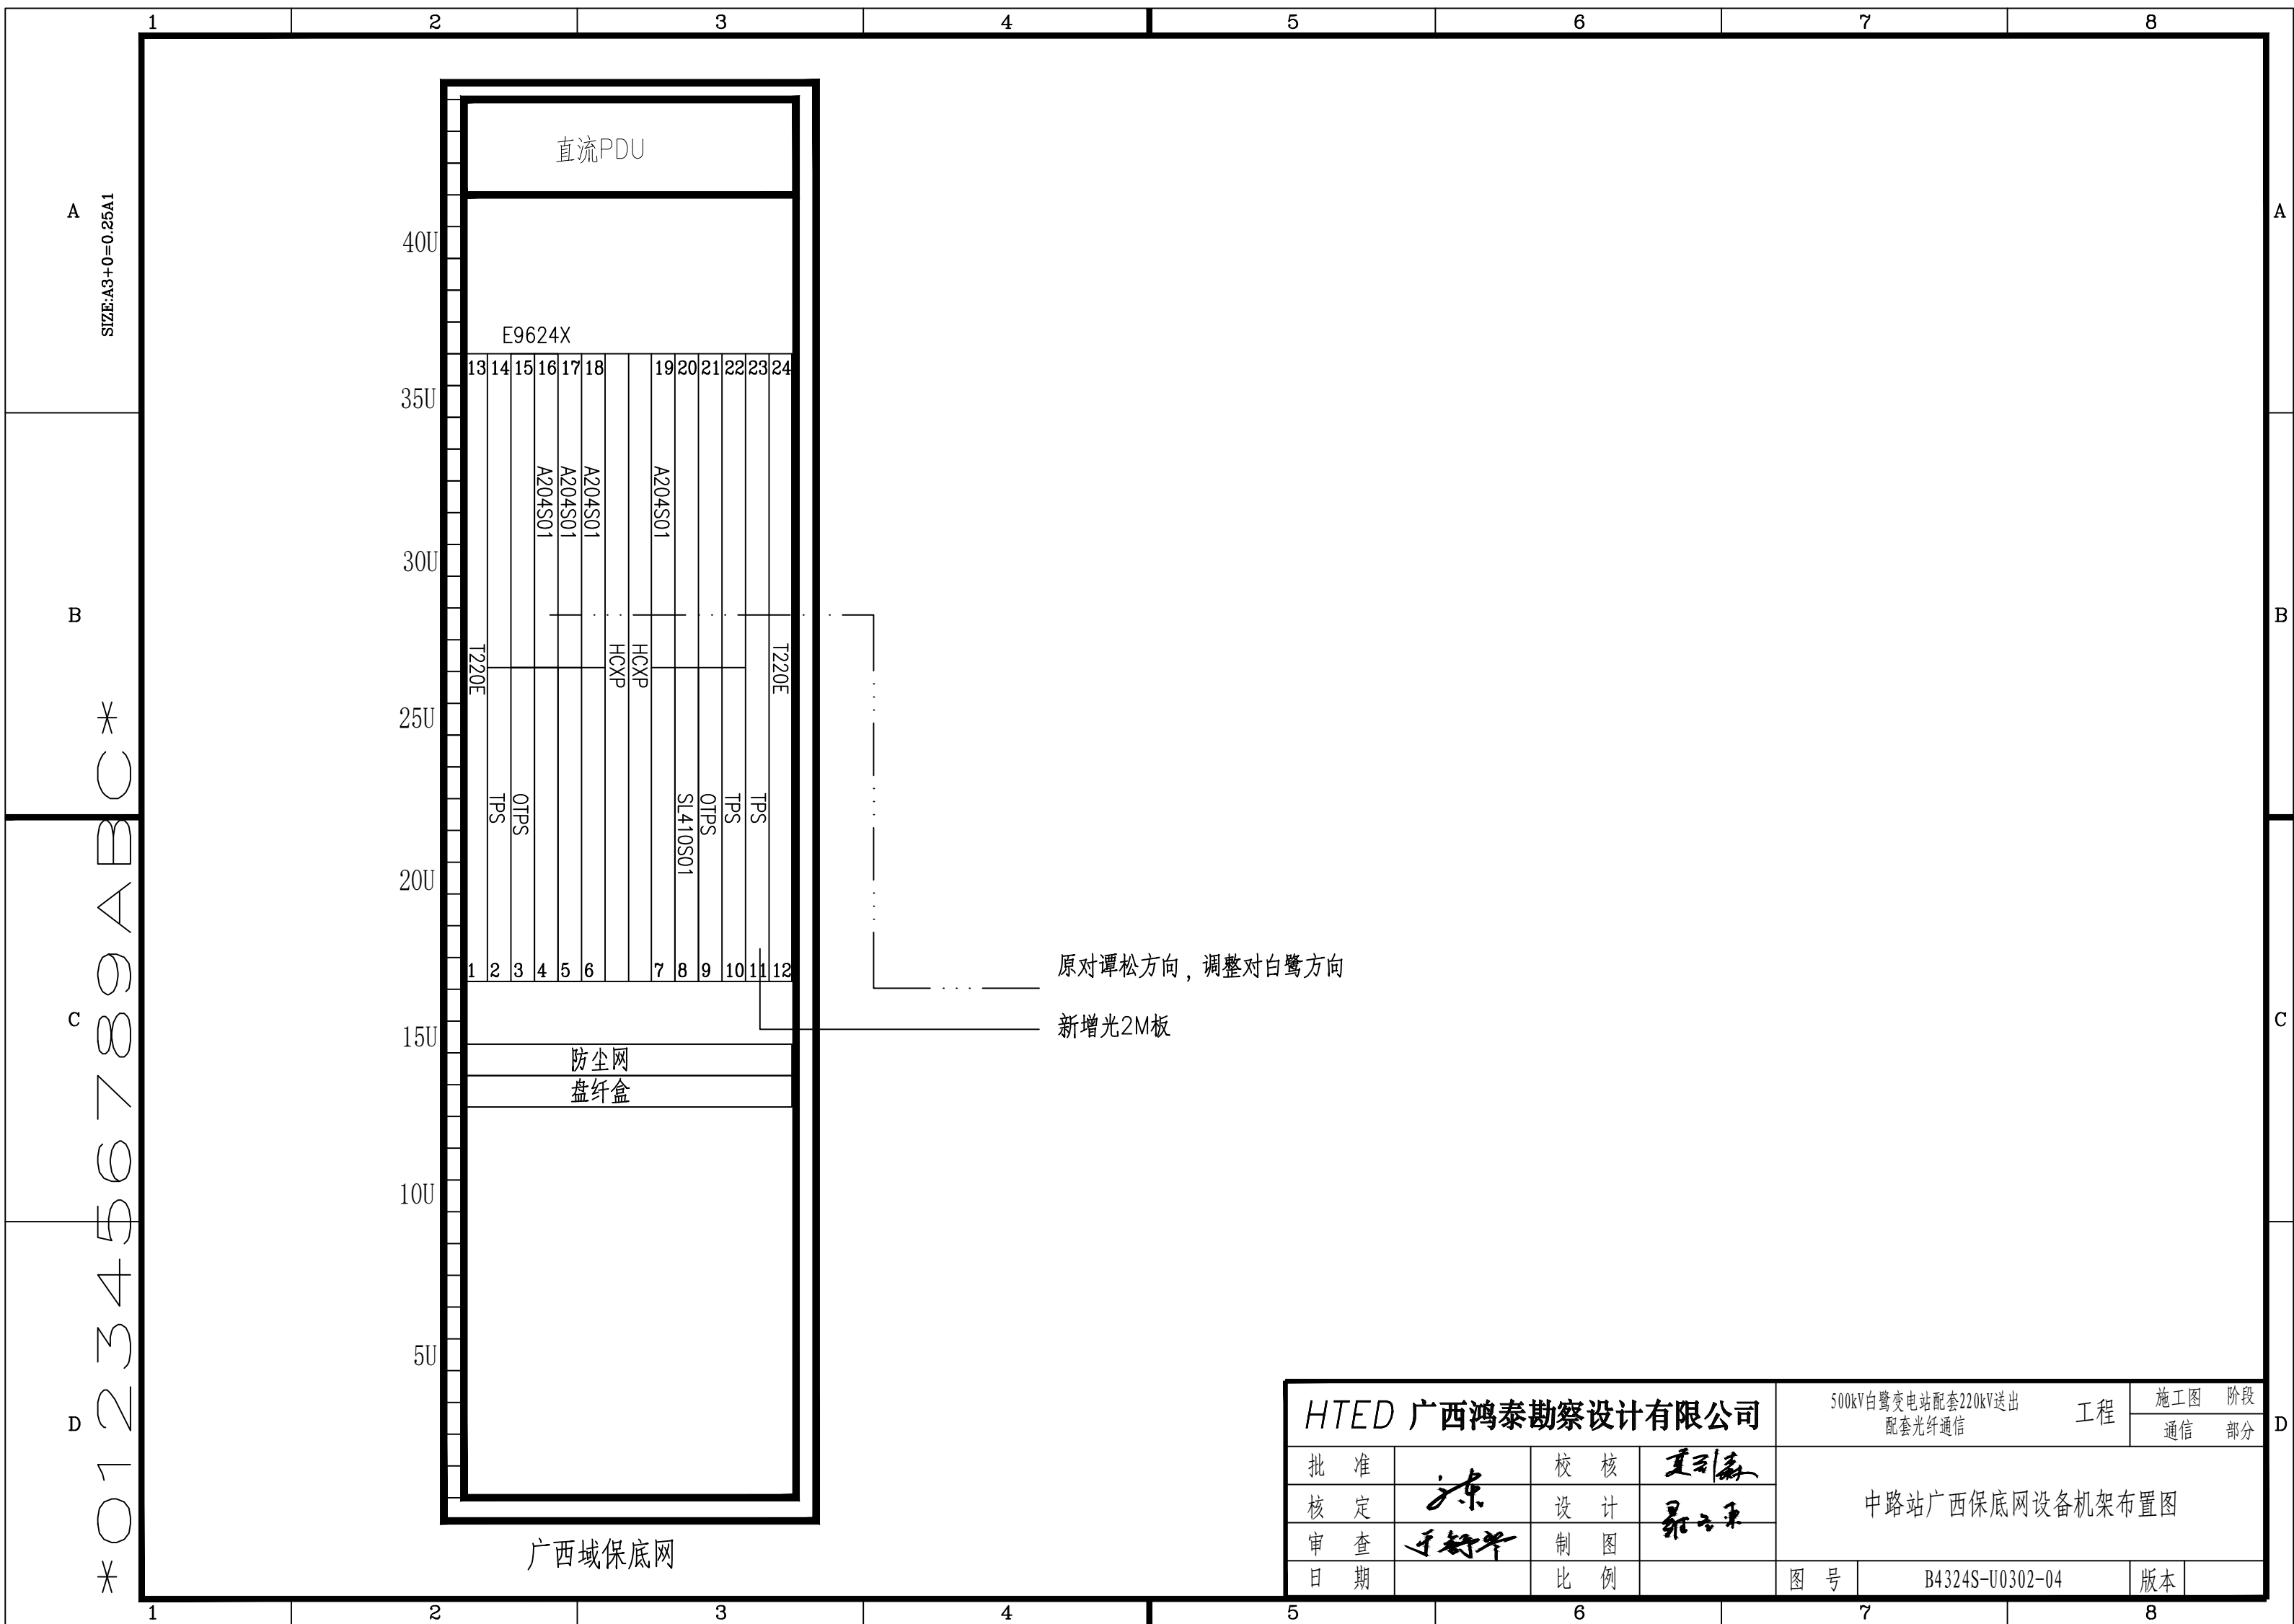 1 2 3 4 5 6 7 8
A
SIZE:A3+0=0.25A1
A
B
B
C
C
D
D
*0123456789ABC*
直流PDU
40U
35U
30U
25U
20U
15U
10U
5U
E9624X
13 14 15 16 17 18 19 20 21 22 23 24
A204S01 A204S01 A204S01 A204S01
T220E HCXP HCXP T220E
TPS OTPS SL410S01 OTPS TPS TPS
1 2 3 4 5 6 7 8 9 10 11 12
原对谭松方向，调整对白鹭方向
新增光2M板
防尘网
盘纤盒
广西域保底网
HTED 广西鸿泰勘察设计有限公司
500kV白鹭变电站配套220kV送出
配套光纤通信
工程
施工图 阶段
通信 部分
批 准
校 核
核 定
设 计
审 查
制 图
日 期
比 例
中路站广西保底网设备机架布置图
图 号
B4324S-U0302-04
版本
1 2 3 4 5 6 7 8